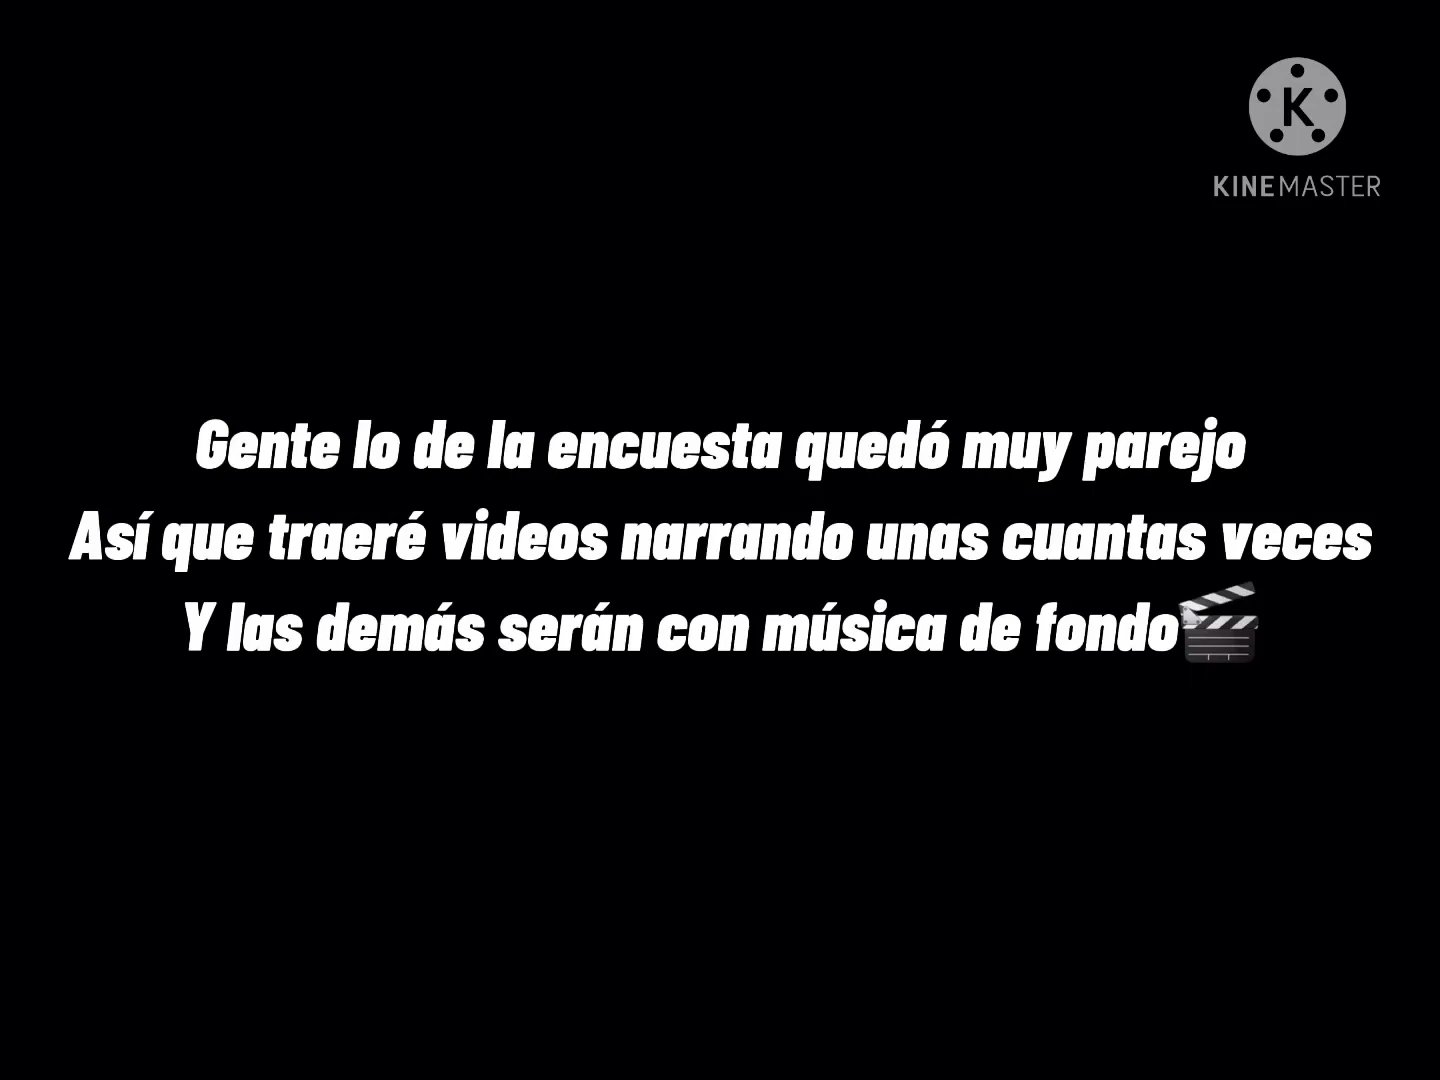 K
KINEMASTER
Gente lo de la encuesta quedó muy parejo
Así que traeré videos narrando unas cuantas veces
Y las demás serán con música de fondo🎬